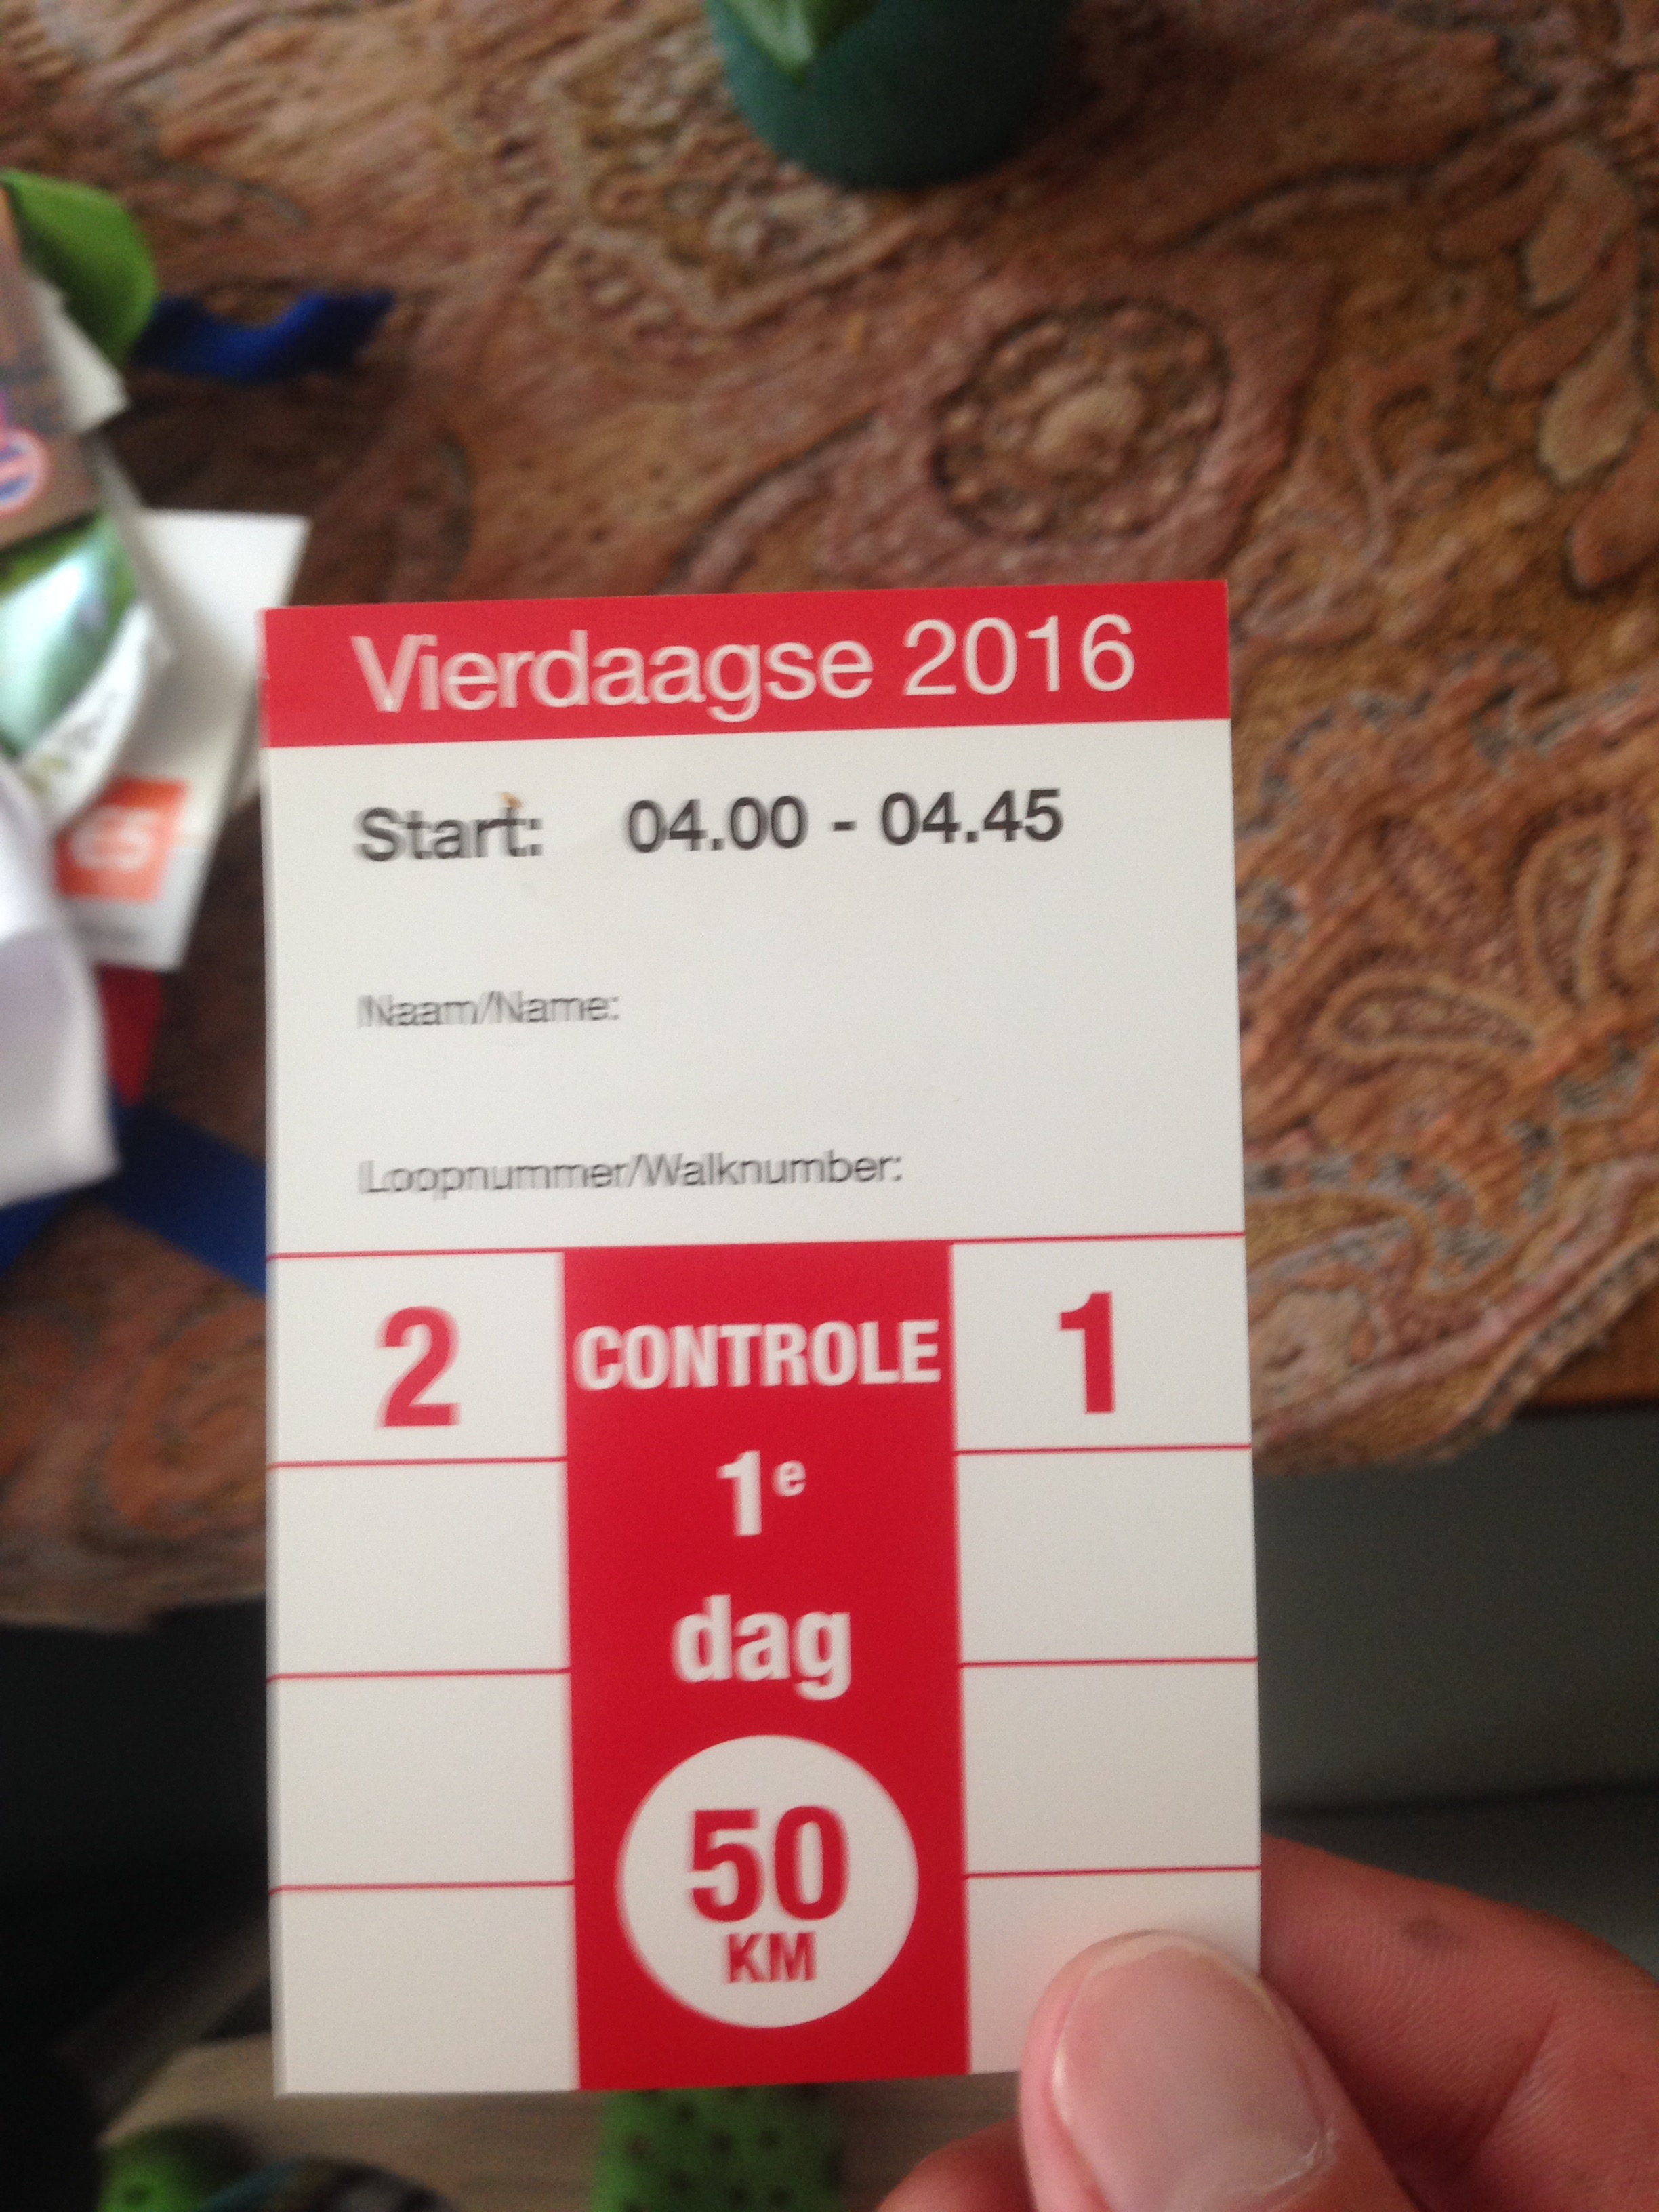 Vierdaagse 2016
Start: 04.00 - 04.45
Naam/Name:
Loopnummer/Walknumber:
2 CONTROLE 1
1e
dag
50
KM